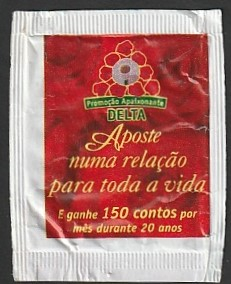 Promoção Apaixonante
DELTA
Aposte
numa relação
para toda a vida
E ganhe 150 contos por
mês durante 20 anos